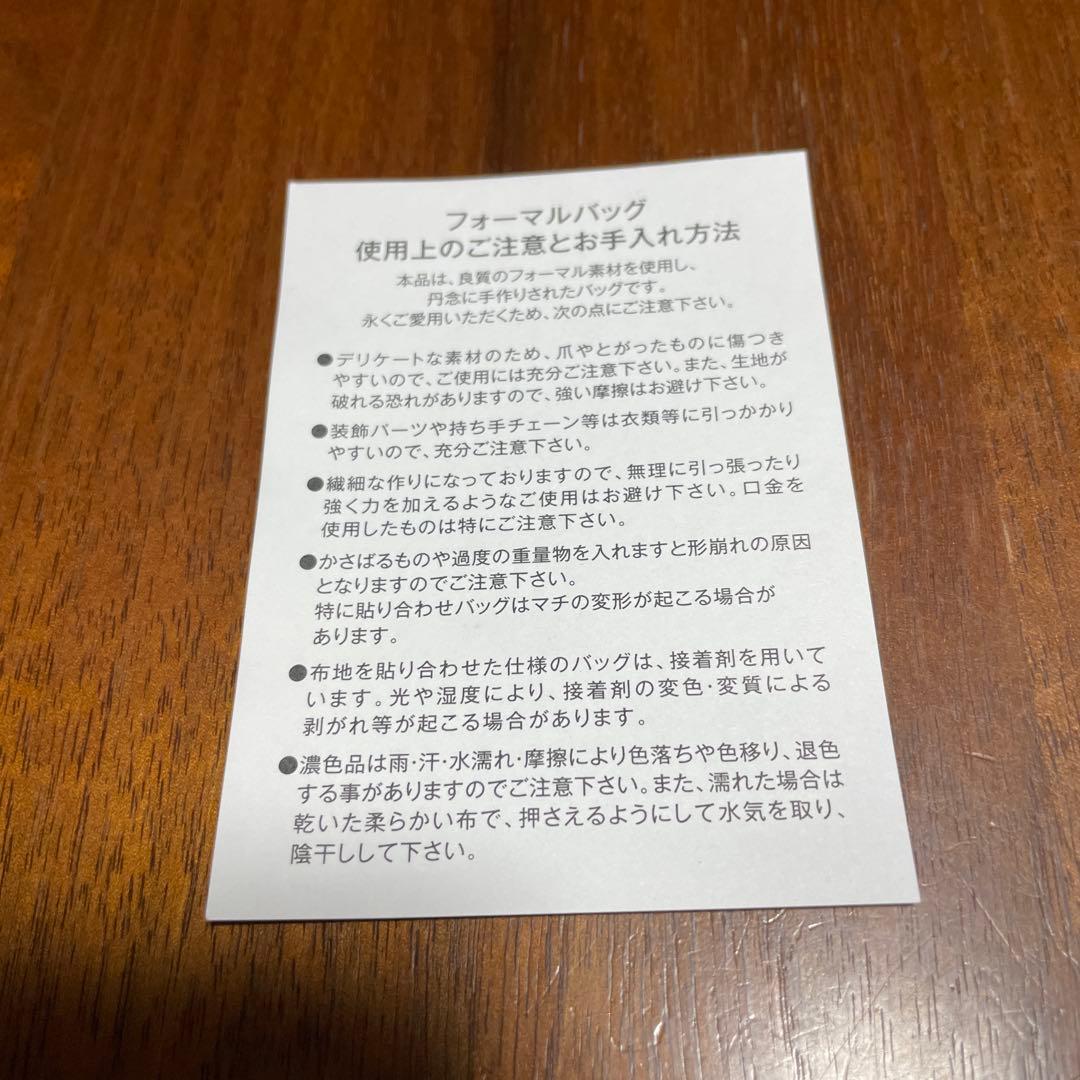 フォーマルバッグ
使用上のご注意とお手入れ方法
本品は、良質のフォーマル素材を使用し、
丹念に手作りされたバッグです。
永くご愛用いただくため、次の点にご注意下さい。
●デリケートな素材のため、爪やとがったものに傷つき
やすいので、ご使用には充分ご注意下さい。また、生地が
破れる恐れがありますので、強い摩擦はお避け下さい。
●装飾パーツや持ち手チェーン等は衣類等に引っかかり
やすいので、充分ご注意下さい。
●繊細な作りになっておりますので、無理に引っ張ったり
強く力を加えるようなご使用はお避け下さい。口金を
使用したものは特にご注意下さい。
●かさばるものや過度の重量物を入れますと形崩れの原因
となりますのでご注意下さい。
特に貼り合わせバッグはマチの変形が起こる場合が
あります。
●布地を貼り合わせた仕様のバッグは、接着剤を用いて
います。光や湿度により、接着剤の変色・変質による
剥がれ等が起こる場合があります。
●濃色品は雨・汗・水濡れ・摩擦により色落ちや色移り、退色
する事がありますのでご注意下さい。また、濡れた場合は
乾いた柔らかい布で、押さえるようにして水気を取り、
陰干しして下さい。